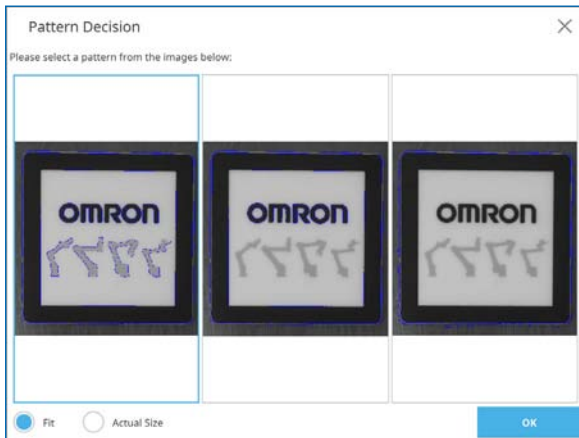 Pattern Decision
Please select a pattern from the images below:
OMRON OMRON OMRON
Fit Actual Size OK